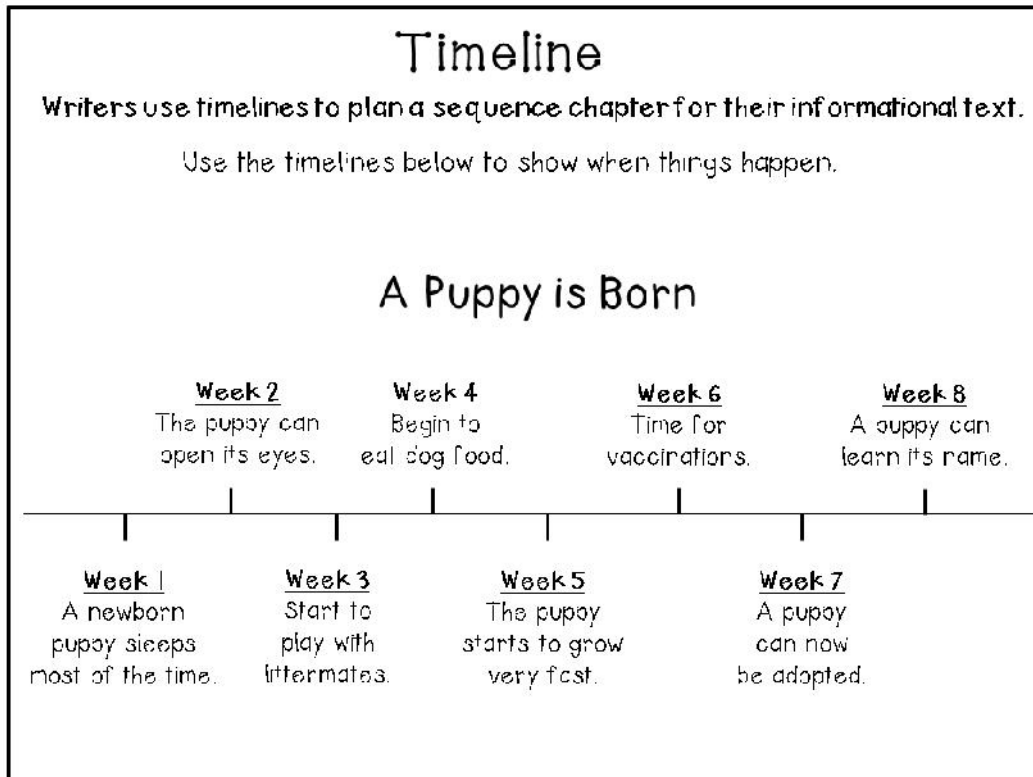 Timeline
Writers use timelines to plan a sequence chapter for their informational text.
Use the timelines below to show when things happen.
A Puppy is Born
Week 1
A newborn
puppy sleeps
most of the time.
Week 2
The puppy can
open its eyes.
Week 3
Start to
play with
littermates.
Week 4
Begin to
eat dog food.
Week 5
The puppy
starts to grow
very fast.
Week 6
Time for
vaccinations.
Week 7
A puppy
can now
be adopted.
Week 8
A puppy can
learn its name.